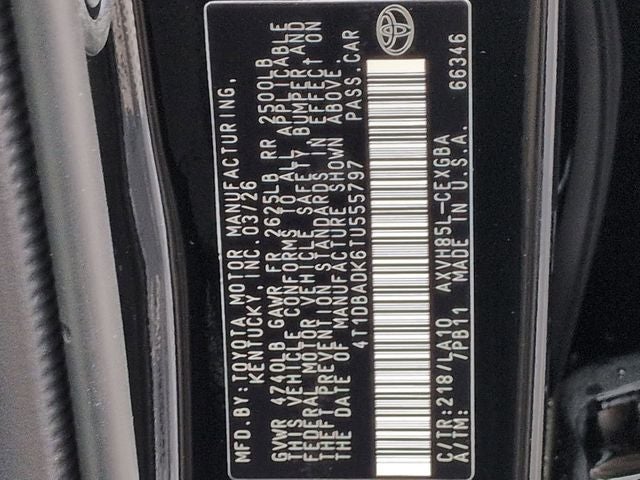 MFD. BY: TOYOTA MOTOR MANUFACTURING,
KENTUCKY, INC. 03/26
GVWR 4740LB GAWR FR 2625LB RR 2500LB
THIS VEHICLE CONFORMS TO ALL APPLICABLE
FEDERAL MOTOR VEHICLE SAFETY, BUMPER, AND
THEFT PREVENTION STANDARDS IN EFFECT ON
THE DATE OF MANUFACTURE SHOWN ABOVE.
4T1DBADK6TU555797 PASS. CAR
C/TR: 218/LA10 AXVH85L-CEXGBA
A/TM: 7PB11 MADE IN U.S.A. 66346